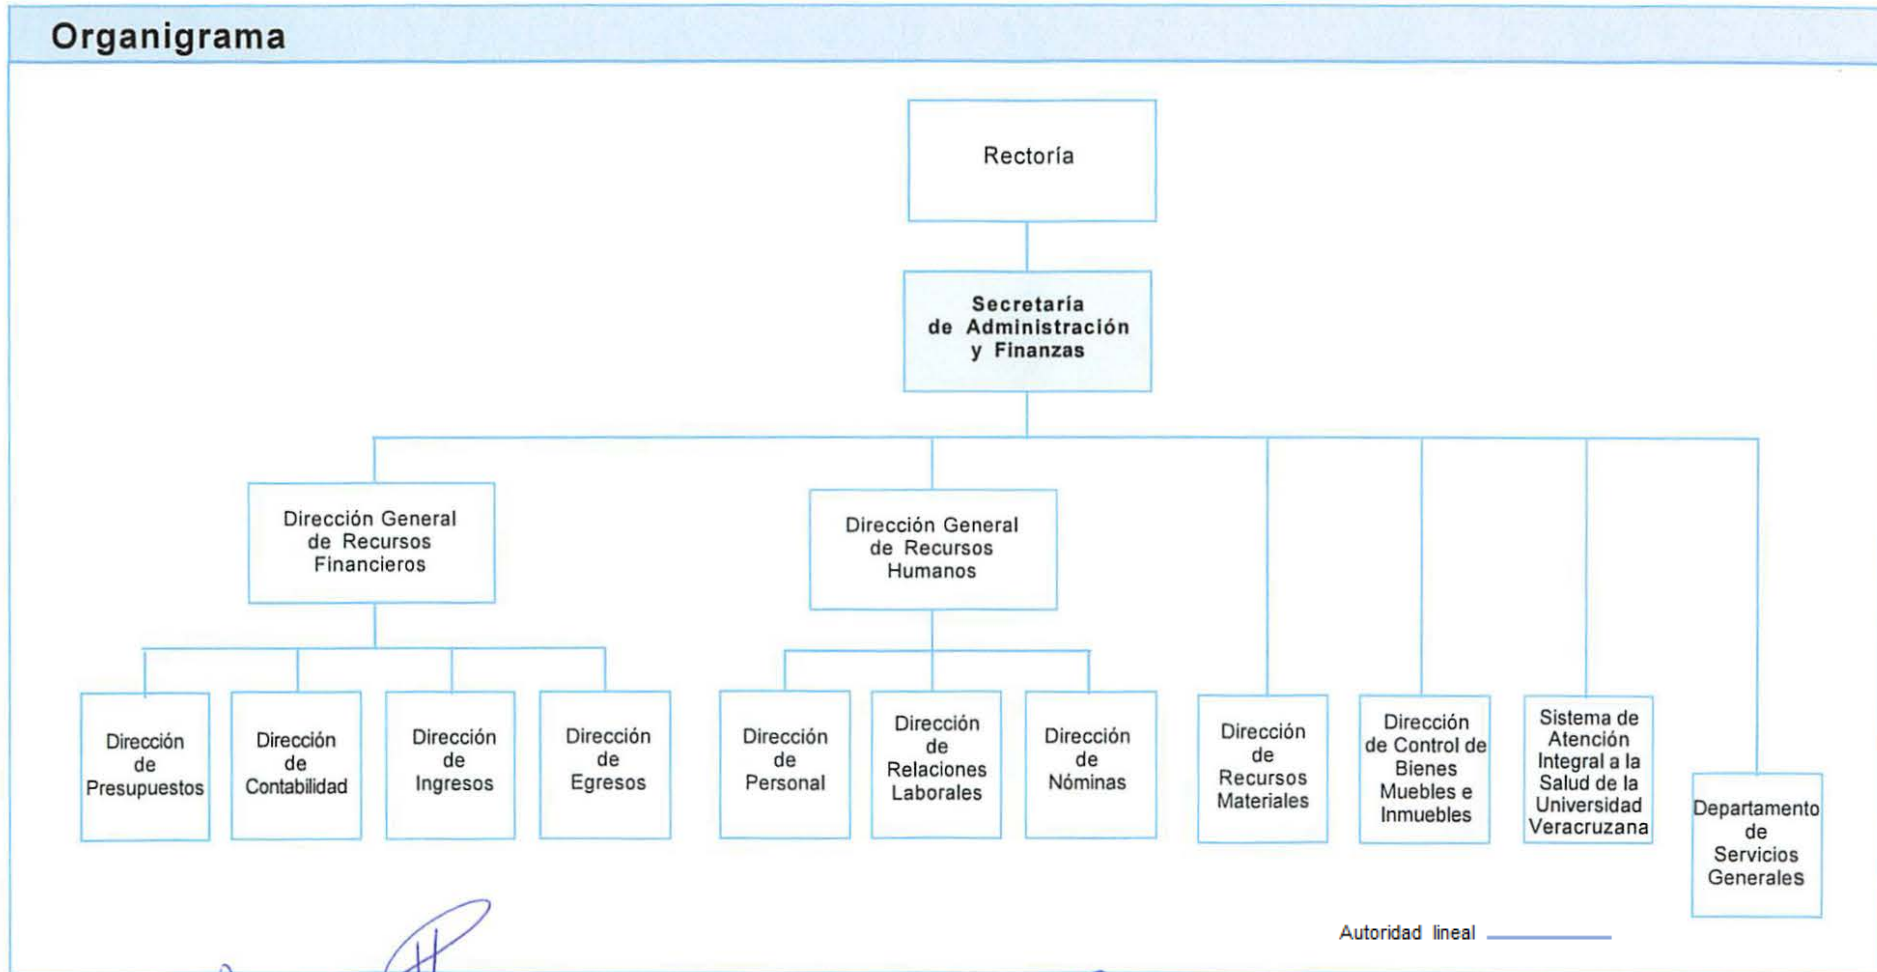 Organigrama
Rectoría
Secretaría
de Administración
y Finanzas
Dirección General
de Recursos
Financieros
Dirección General
de Recursos
Humanos
Dirección
de
Presupuestos
Dirección
de
Contabilidad
Dirección
de
Ingresos
Dirección
de
Egresos
Dirección
de
Personal
Dirección
de
Relaciones
Laborales
Dirección
de
Nóminas
Dirección
de
Recursos
Materiales
Dirección
de Control de
Bienes
Muebles e
Inmuebles
Sistema de
Atención
Integral a la
Salud de la
Universidad
Veracruzana
Departamento
de
Servicios
Generales
Autoridad lineal